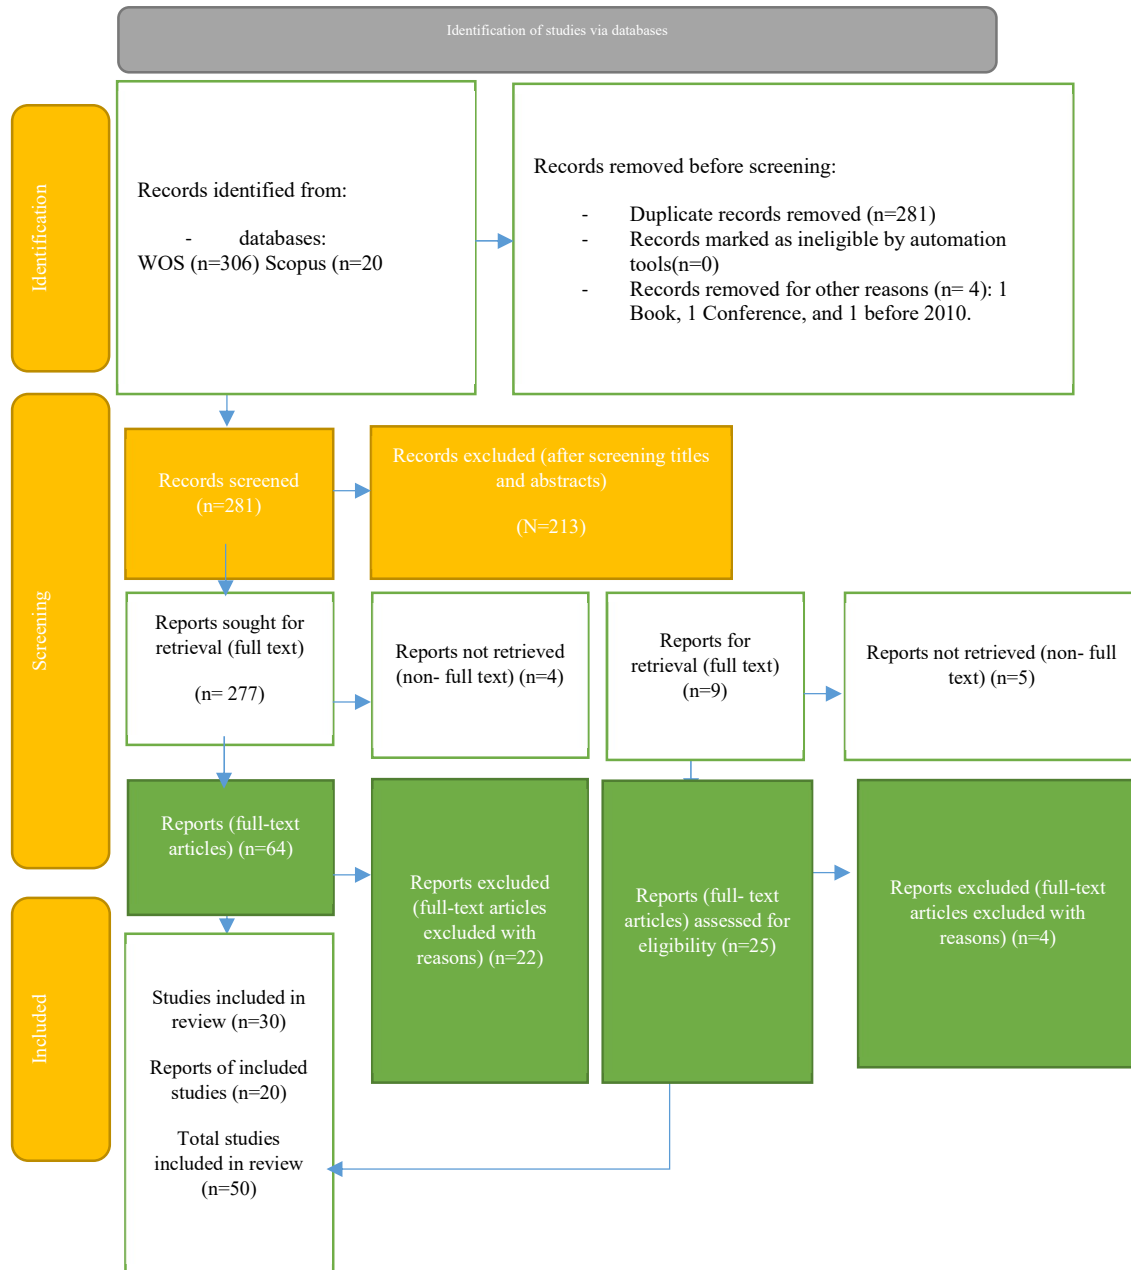 Identification of studies via databases
Identification
Records identified from:
- databases:
WOS (n=306) Scopus (n=20
Records removed before screening:
- Duplicate records removed (n=281)
- Records marked as ineligible by automation
tools(n=0)
- Records removed for other reasons (n= 4): 1
Book, 1 Conference, and 1 before 2010.
Screening
Records screened
(n=281)
Records excluded (after screening titles
and abstracts)
(N=213)
Reports sought for
retrieval (full text)
(n= 277)
Reports not retrieved
(non- full text) (n=4)
Reports for
retrieval (full text)
(n=9)
Reports not retrieved (non- full
text) (n=5)
Reports (full-text
articles) (n=64)
Reports excluded
(full-text articles
excluded with
reasons) (n=22)
Reports (full- text
articles) assessed for
eligibility (n=25)
Reports excluded (full-text
articles excluded with
reasons) (n=4)
Included
Studies included in
review (n=30)
Reports of included
studies (n=20)
Total studies
included in review
(n=50)